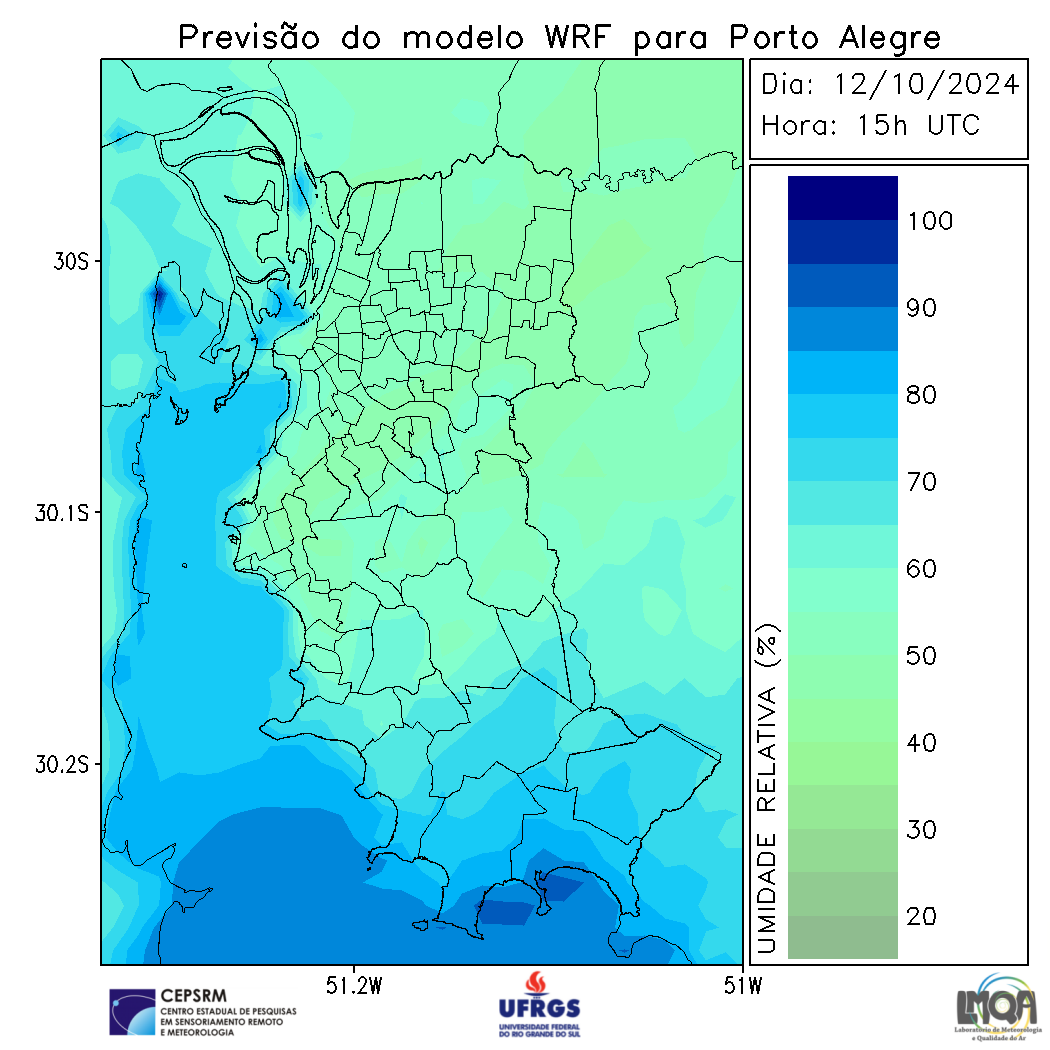 Previsão do modelo WRF para Porto Alegre
Dia: 12/10/2024
Hora: 15h UTC
30S
30.1S
30.2S
51.2W
51W
100
90
80
70
60
50
40
30
20
UMIDADE RELATIVA (%)
CEPSRM
CENTRO ESTADUAL DE PESQUISAS
EM SENSORIAMENTO REMOTO
E METEOROLOGIA
UFRGS
UNIVERSIDADE FEDERAL
DO RIO GRANDE DO SUL
LMQA
Laboratório de Meteorologia
e Qualidade do Ar